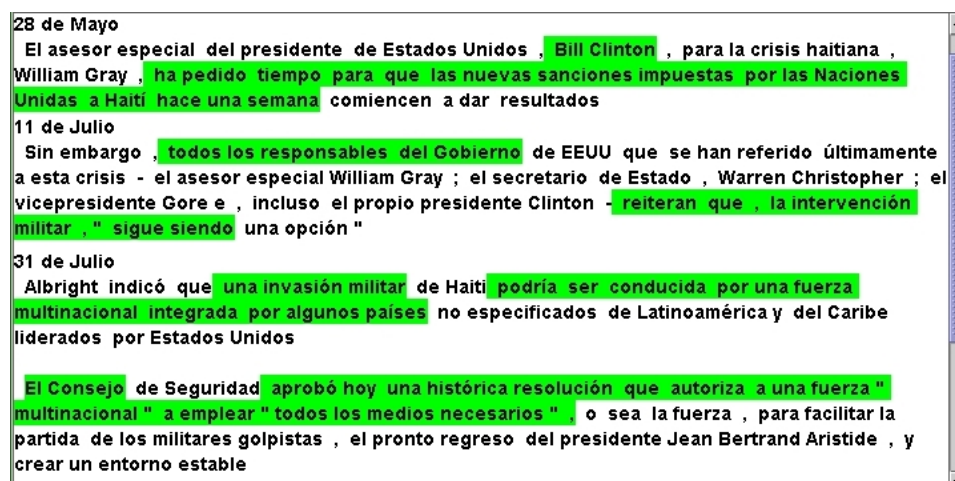 28 de Mayo
El asesor especial del presidente de Estados Unidos , Bill Clinton , para la crisis haitiana ,
William Gray , ha pedido tiempo para que las nuevas sanciones impuestas por las Naciones
Unidas a Haití hace una semana comiencen a dar resultados
11 de Julio
Sin embargo , todos los responsables del Gobierno de EEUU que se han referido últimamente
a esta crisis - el asesor especial William Gray ; el secretario de Estado , Warren Christopher ; el
vicepresidente Gore e , incluso el propio presidente Clinton - reiteran que , la intervención
militar , " sigue siendo una opción "
31 de Julio
Albright indicó que una invasión militar de Haiti podría ser conducida por una fuerza
multinacional integrada por algunos países no especificados de Latinoamérica y del Caribe
liderados por Estados Unidos
El Consejo de Seguridad aprobó hoy una histórica resolución que autoriza a una fuerza "
multinacional " a emplear " todos los medios necesarios " , o sea la fuerza , para facilitar la
partida de los militares golpistas , el pronto regreso del presidente Jean Bertrand Aristide , y
crear un entorno estable